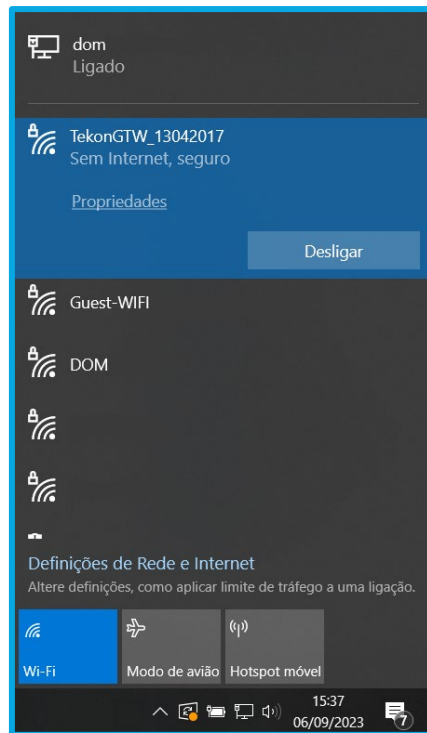 dom
Ligado
TekonGTW_13042017
Sem Internet, seguro
Propriedades
Desligar
Guest-WIFI
DOM
Definições de Rede e Internet
Altere definições, como aplicar limite de tráfego a uma ligação.
Wi-Fi
Modo de avião
Hotspot móvel
15:37
06/09/2023
7